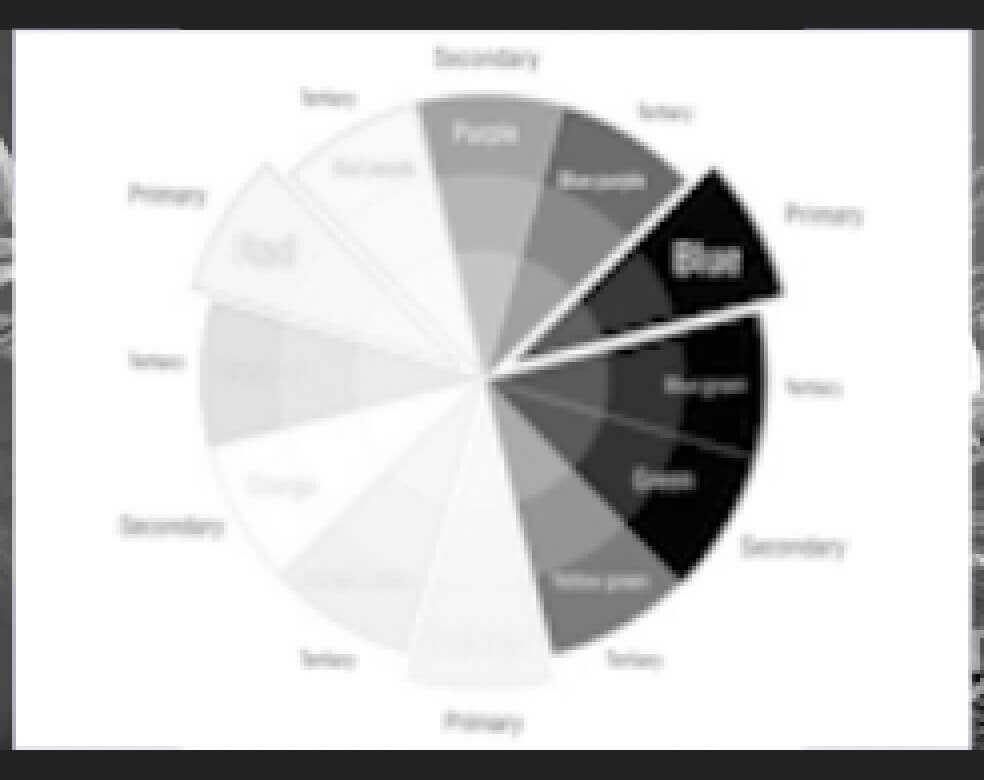 Secondary
Tertiary
Tertiary
Purple
Red-purple
Blue-purple
Primary
Primary
Red
Blue
Tertiary
Blue-green
Tertiary
Green
Orange
Secondary
Secondary
Yellow-green
Tertiary
Tertiary
Primary